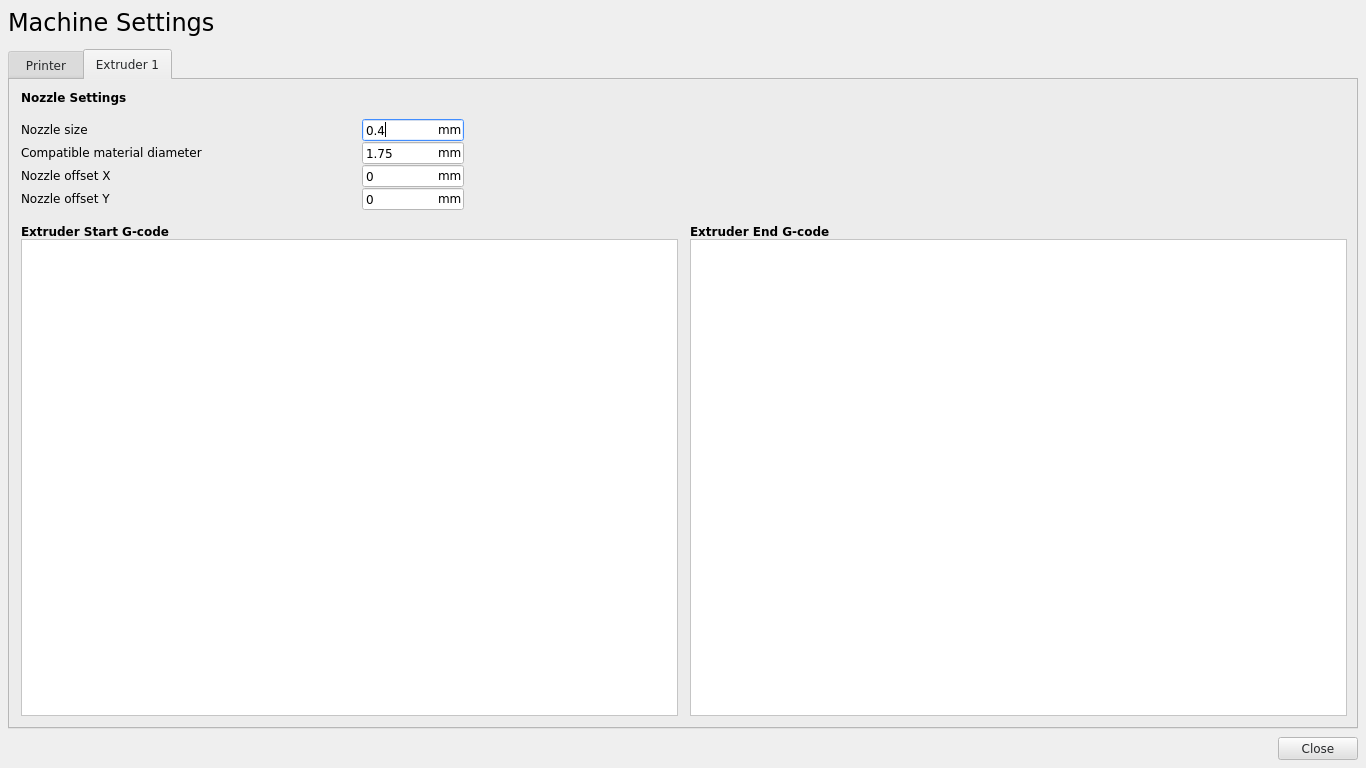 Machine Settings
Printer
Extruder 1
Nozzle Settings
Nozzle size 0.4 mm
Compatible material diameter 1.75 mm
Nozzle offset X 0 mm
Nozzle offset Y 0 mm
Extruder Start G-code
Extruder End G-code
Close